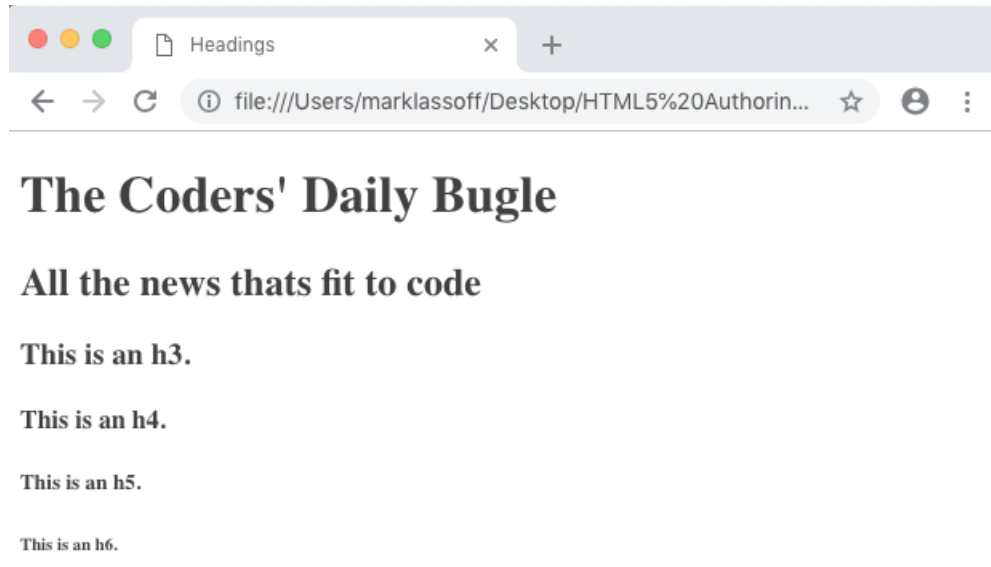 Headings
file:///Users/marklassoff/Desktop/HTML5%20Authorin...
The Coders' Daily Bugle
All the news thats fit to code
This is an h3.
This is an h4.
This is an h5.
This is an h6.